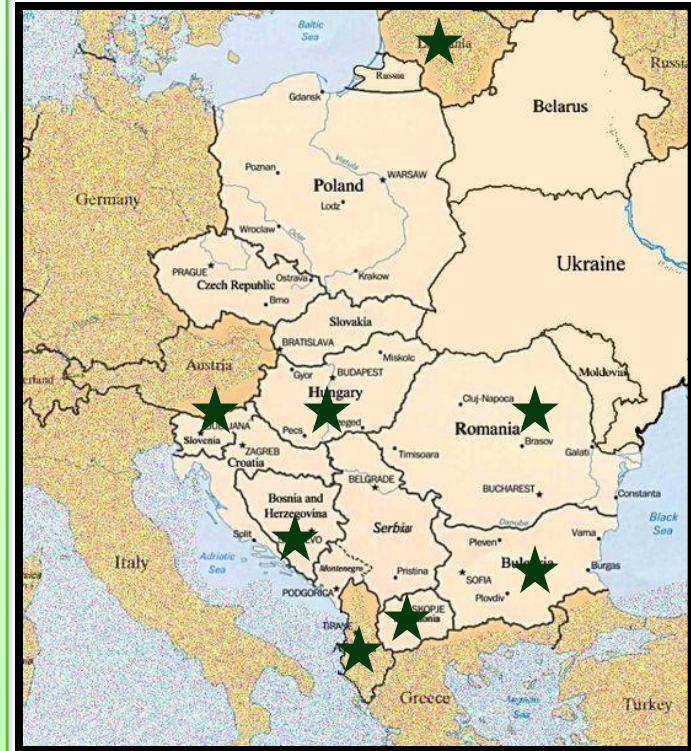 Baltic
Sea
Russia
Gdansk
Belarus
Poznan
Vistula
WARSAW
Poland
Lodz
Germany
Wroclaw
Oder
Ukraine
PRAGUE
Ostrava
Krakow
Czech Republic
Brno
Slovakia
BRATISLAVA
Miskolc
Austria
Moldova
Gyor
BUDAPEST
Hungary
Cluj-Napoca
Pecs
Romania
Slovenia
ZAGREB
Brasov
Croatia
Timisoara
Galati
BELGRADE
BUCHAREST
Constanta
Bosnia and
Herzegovina
Serbia
Danube
Black
Sea
Split
Pleven
Varna
Adriatic
Sea
Italy
Montenegro
Pristina
SOFIA
Burgas
PODGORICA
Plovdiv
SKOPJE
Greece
Aegean
Sea
Turkey